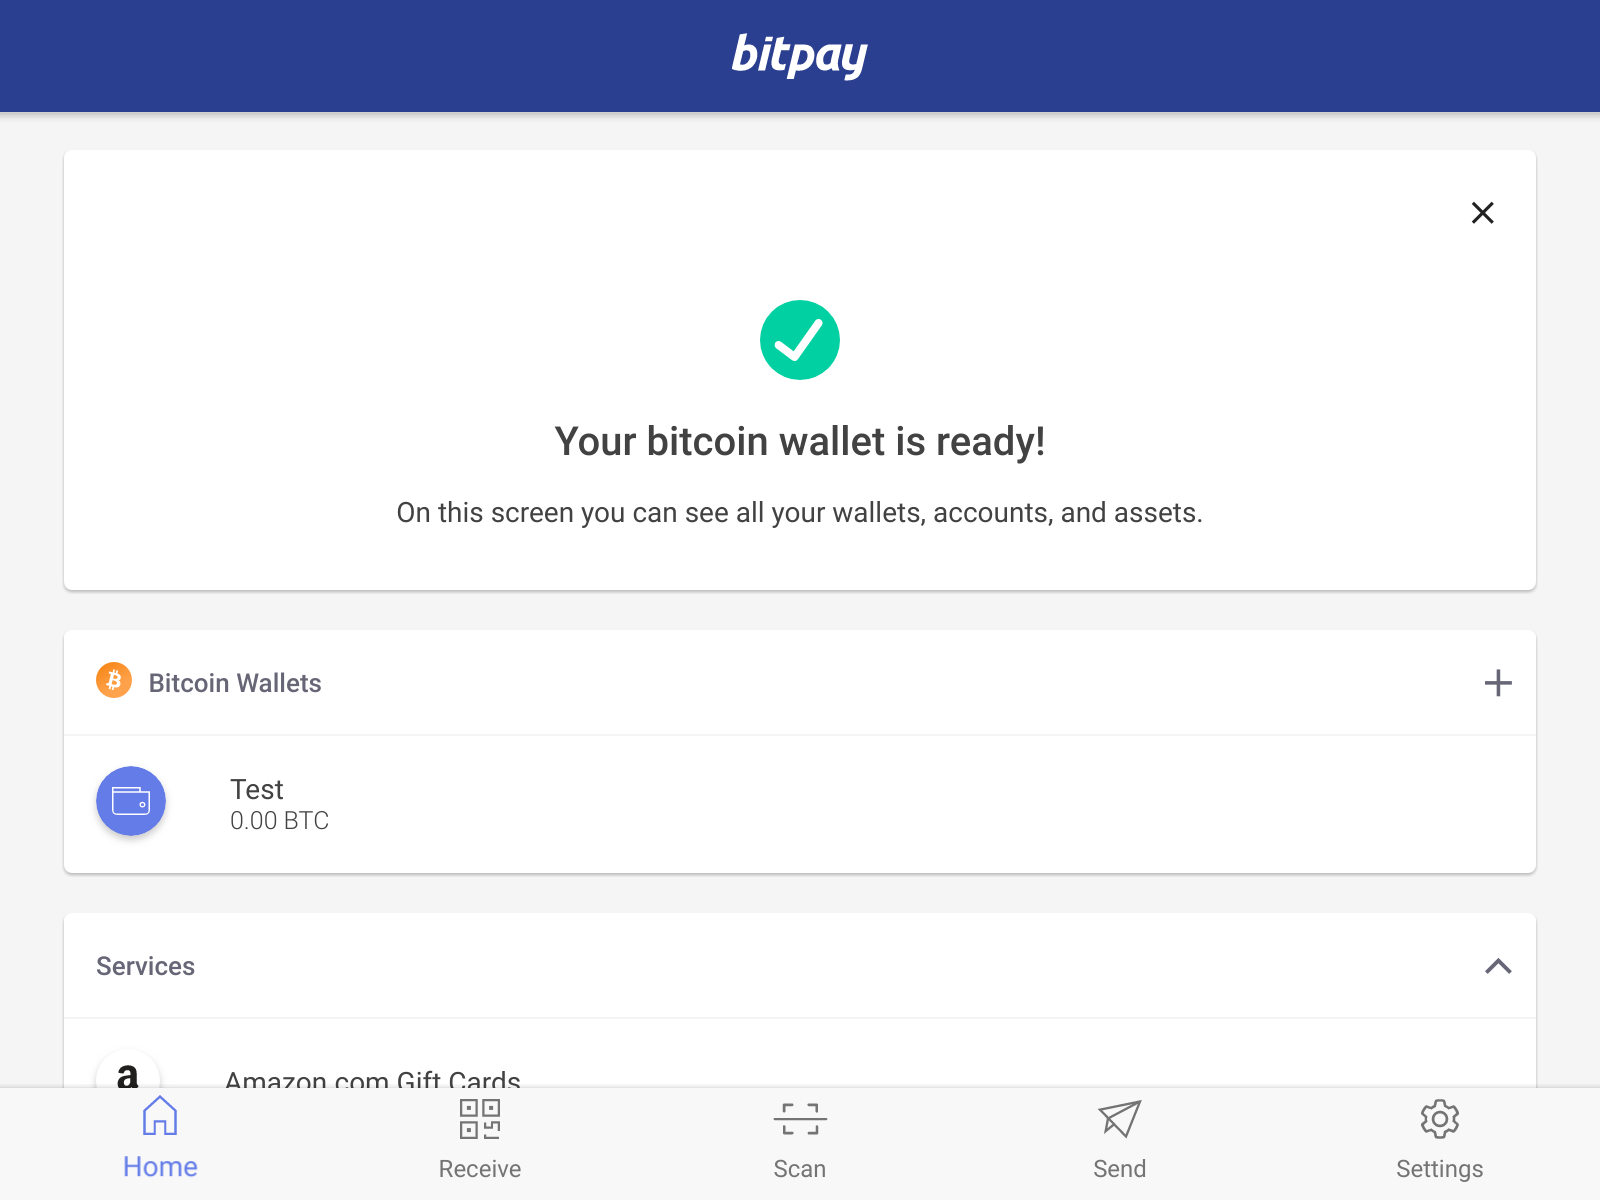 bitpay
Your bitcoin wallet is ready!
On this screen you can see all your wallets, accounts, and assets.
Bitcoin Wallets
Test
0.00 BTC
Services
a
Amazon.com Gift Cards
Home
Receive
Scan
Send
Settings